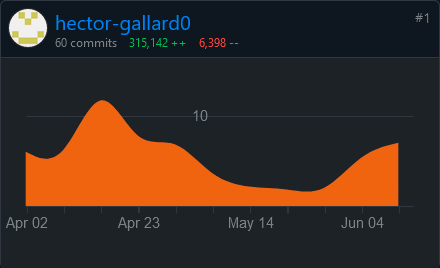 hector-gallard0
#1
60 commits 315,142 ++ 6,398 --
10
Apr 02 Apr 23 May 14 Jun 04